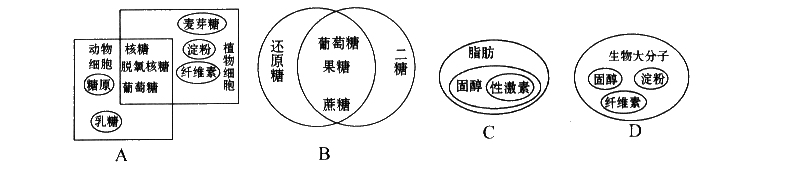 麦芽糖
动物细胞
核糖
脱氧核糖
葡萄糖
糖原
乳糖
淀粉
纤维素
植物细胞
A
还原糖
葡萄糖
果糖
蔗糖
二糖
B
脂肪
固醇
性激素
C
生物大分子
固醇
淀粉
纤维素
D